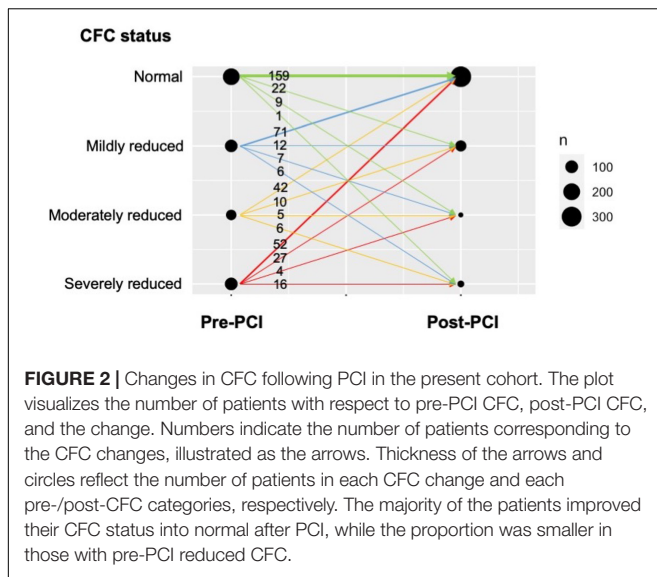 CFC status
Normal
159
22
9
1
71
Mildly reduced
12
7
6
42
10
Moderately reduced
5
6
52
27
4
Severely reduced
16
Pre-PCI
Post-PCI
n
100
200
300
FIGURE 2 | Changes in CFC following PCI in the present cohort. The plot
visualizes the number of patients with respect to pre-PCI CFC, post-PCI CFC,
and the change. Numbers indicate the number of patients corresponding to
the CFC changes, illustrated as the arrows. Thickness of the arrows and
circles reflect the number of patients in each CFC change and each
pre-/post-CFC categories, respectively. The majority of the patients improved
their CFC status into normal after PCI, while the proportion was smaller in
those with pre-PCI reduced CFC.